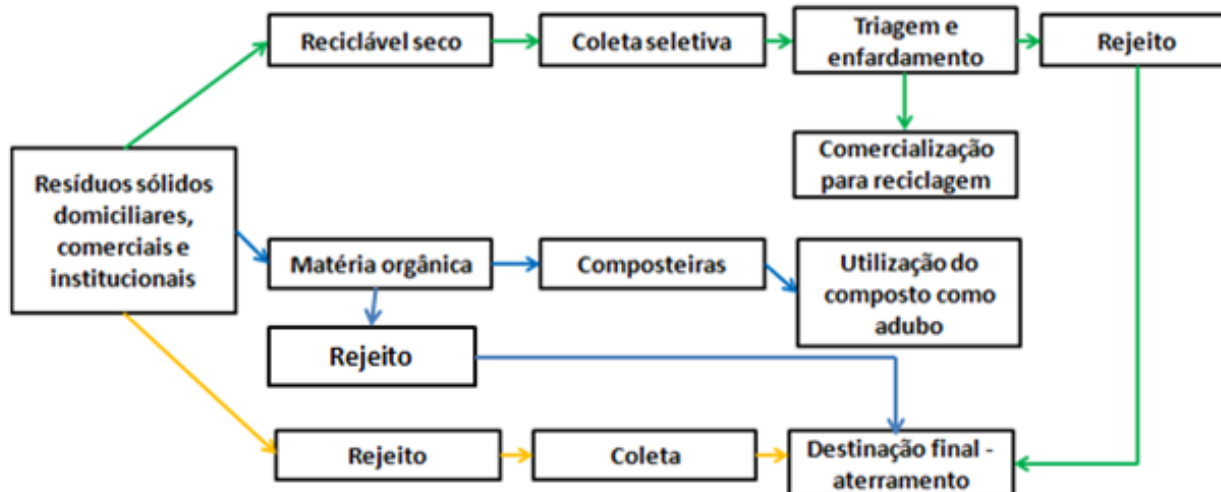 Reciclável seco
Coleta seletiva
Triagem e
enfardamento
Rejeito
Comercialização
para reciclagem
Resíduos sólidos
domiciliares,
comerciais e
institucionais
Matéria orgânica
Composteiras
Utilização do
composto como
adubo
Rejeito
Rejeito
Coleta
Destinação final -
aterramento